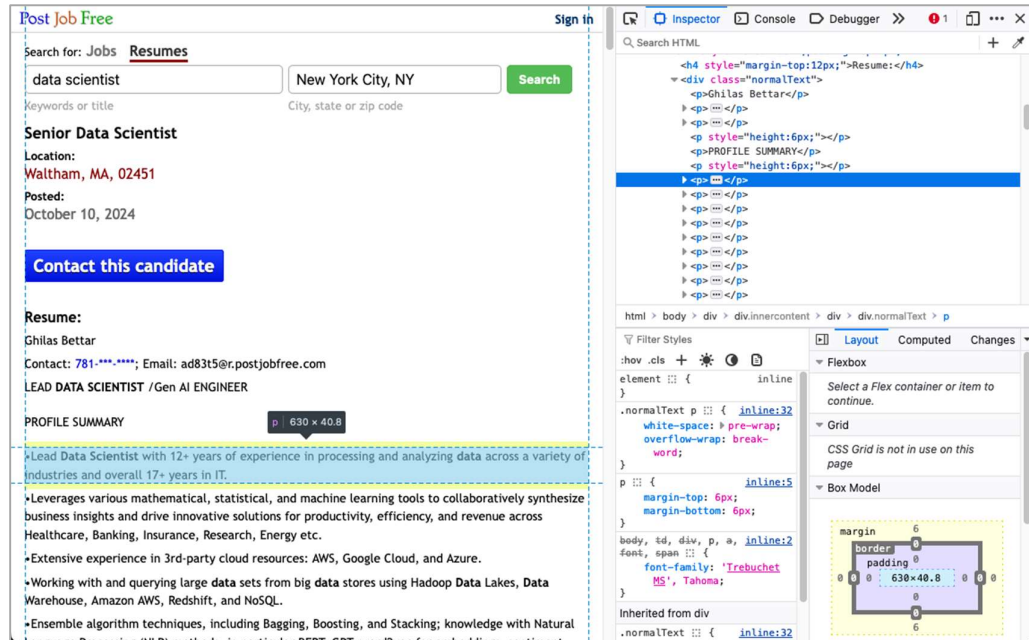 Post Job Free
Sign in
Search for: Jobs Resumes
data scientist
New York City, NY
Search
Keywords or title
City, state or zip code
Senior Data Scientist
Location:
Waltham, MA, 02451
Posted:
October 10, 2024
Contact this candidate
Resume:
Ghilas Bettar
Contact: 781-***-****; Email: ad83t5@r.postjobfree.com
LEAD DATA SCIENTIST /Gen AI ENGINEER
PROFILE SUMMARY
p 630 × 40.8
•Lead Data Scientist with 12+ years of experience in processing and analyzing data across a variety of
industries and overall 17+ years in IT.
•Leverages various mathematical, statistical, and machine learning tools to collaboratively synthesize
business insights and drive innovative solutions for productivity, efficiency, and revenue across
Healthcare, Banking, Insurance, Research, Energy etc.
•Extensive experience in 3rd-party cloud resources: AWS, Google Cloud, and Azure.
•Working with and querying large data sets from big data stores using Hadoop Data Lakes, Data
Warehouse, Amazon AWS, Redshift, and NoSQL.
•Ensemble algorithm techniques, including Bagging, Boosting, and Stacking; knowledge with Natural
Inspector
Console
Debugger
1
Search HTML
<h4 style="margin-top:12px;">Resume:</h4>
<div class="normalText">
<p>Ghilas Bettar</p>
<p>⋯</p>
<p>⋯</p>
<p style="height:6px;"></p>
<p>PROFILE SUMMARY</p>
<p style="height:6px;"></p>
<p>⋯</p>
<p>⋯</p>
<p>⋯</p>
<p>⋯</p>
<p>⋯</p>
<p>⋯</p>
<p>⋯</p>
<p>⋯</p>
<p>⋯</p>
html > body > div > div.innercontent > div > div.normalText > p
Filter Styles
:hov .cls +
element { inline
}
.normalText p { inline:32
white-space: pre-wrap;
overflow-wrap: break-
word;
}
p { inline:5
margin-top: 6px;
margin-bottom: 6px;
}
body, td, div, p, a, inline:2
font, span {
font-family: 'Trebuchet
MS', Tahoma;
}
Inherited from div
.normalText { inline:32
Layout
Computed
Changes
Flexbox
Select a Flex container or item to
continue.
Grid
CSS Grid is not in use on this
page
Box Model
margin 6
border 0
padding 0
0 0 0 630×40.8 0 0 0
0
0
6